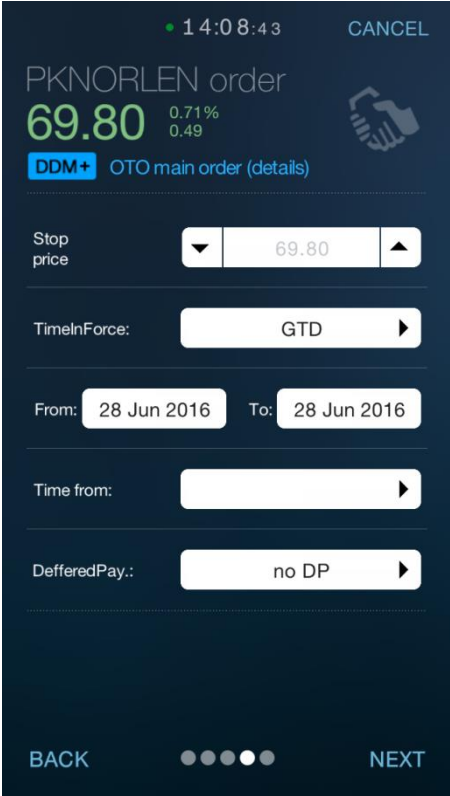 14:08:43 CANCEL
PKNORLEN order
69.80 0.71%
0.49
DDM+ OTO main order (details)
Stop
price
69.80
TimeInForce: GTD
From: 28 Jun 2016 To: 28 Jun 2016
Time from:
DefferedPay.: no DP
BACK NEXT